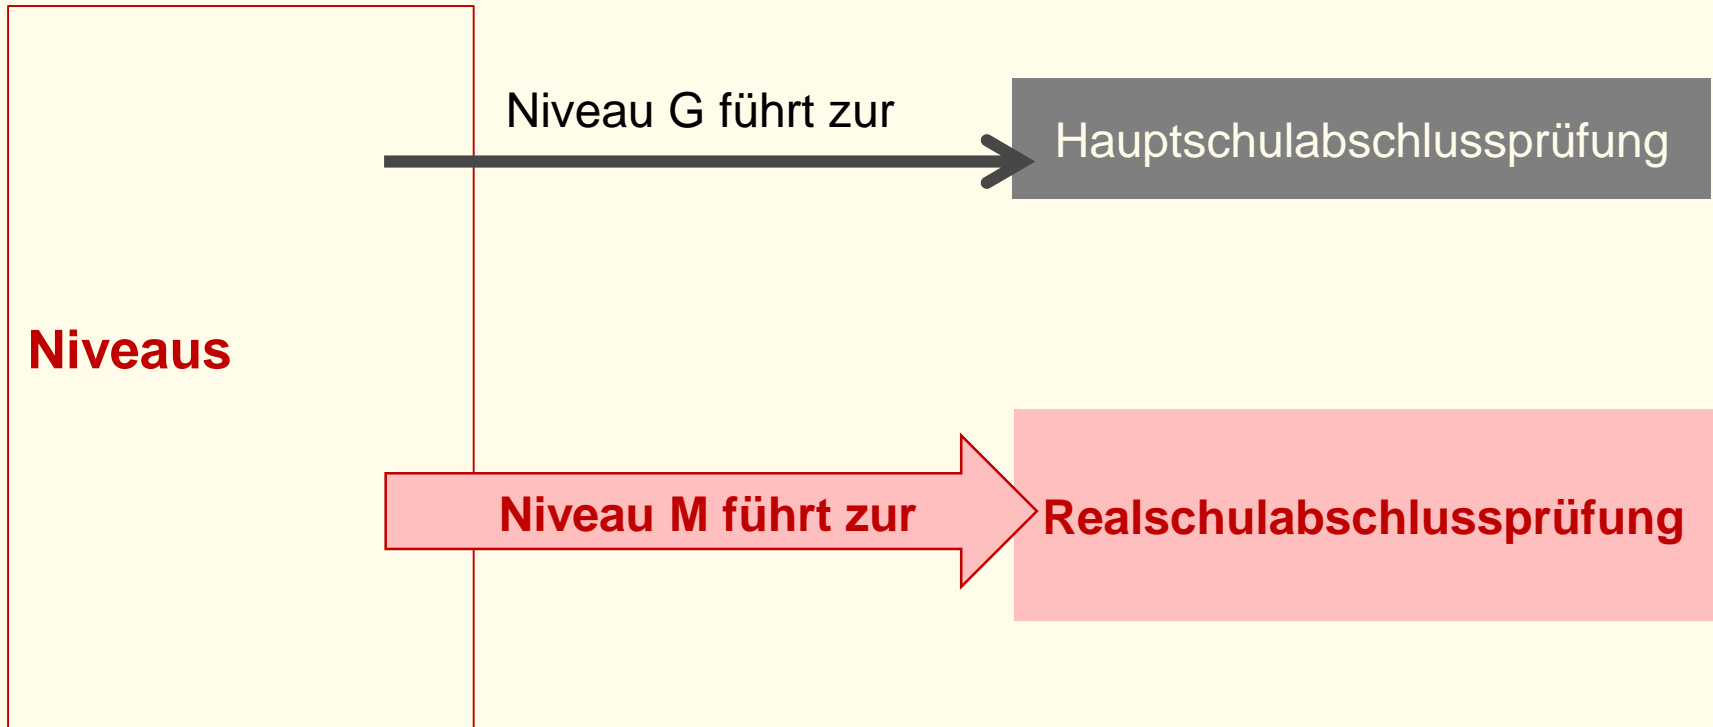 Niveau G führt zur
Hauptschulabschlussprüfung
Niveaus
Niveau M führt zur
Realschulabschlussprüfung